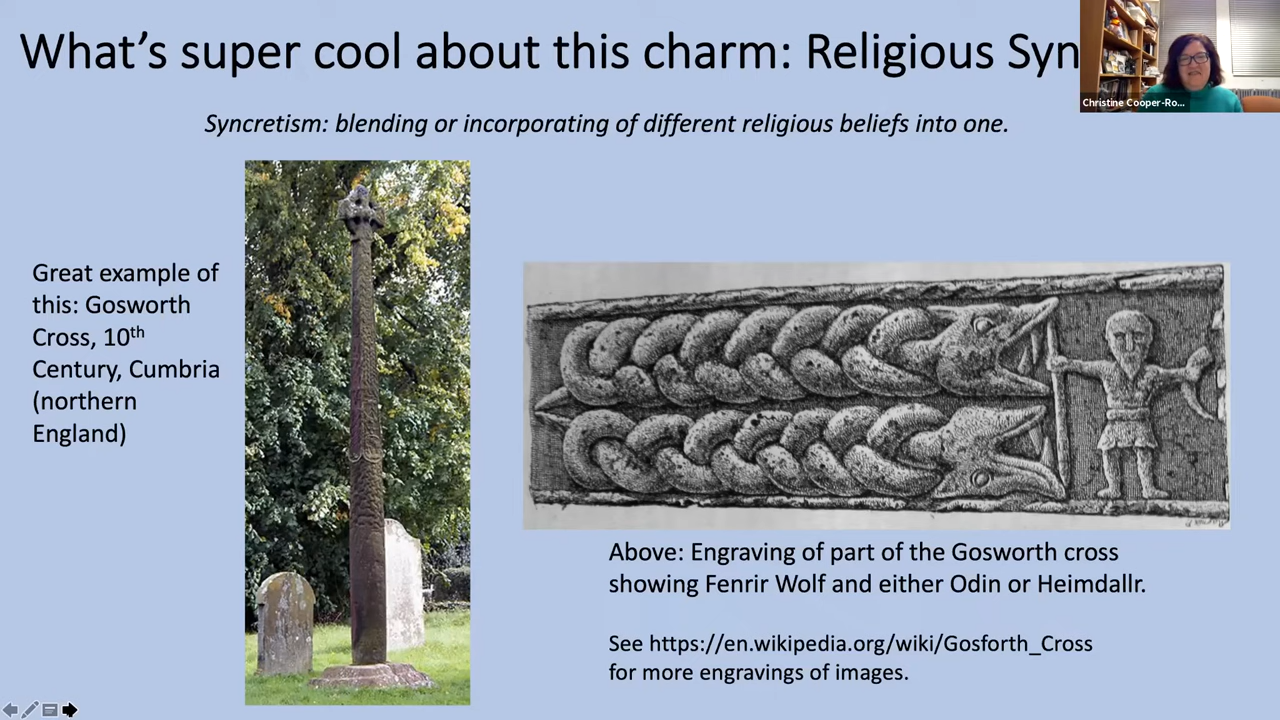 What's super cool about this charm: Religious Syn
Christine Cooper-Ro...
Syncretism: blending or incorporating of different religious beliefs into one.
Great example of
this: Gosworth
Cross, 10th
Century, Cumbria
(northern
England)
Above: Engraving of part of the Gosworth cross
showing Fenrir Wolf and either Odin or Heimdallr.
See https://en.wikipedia.org/wiki/Gosforth_Cross
for more engravings of images.